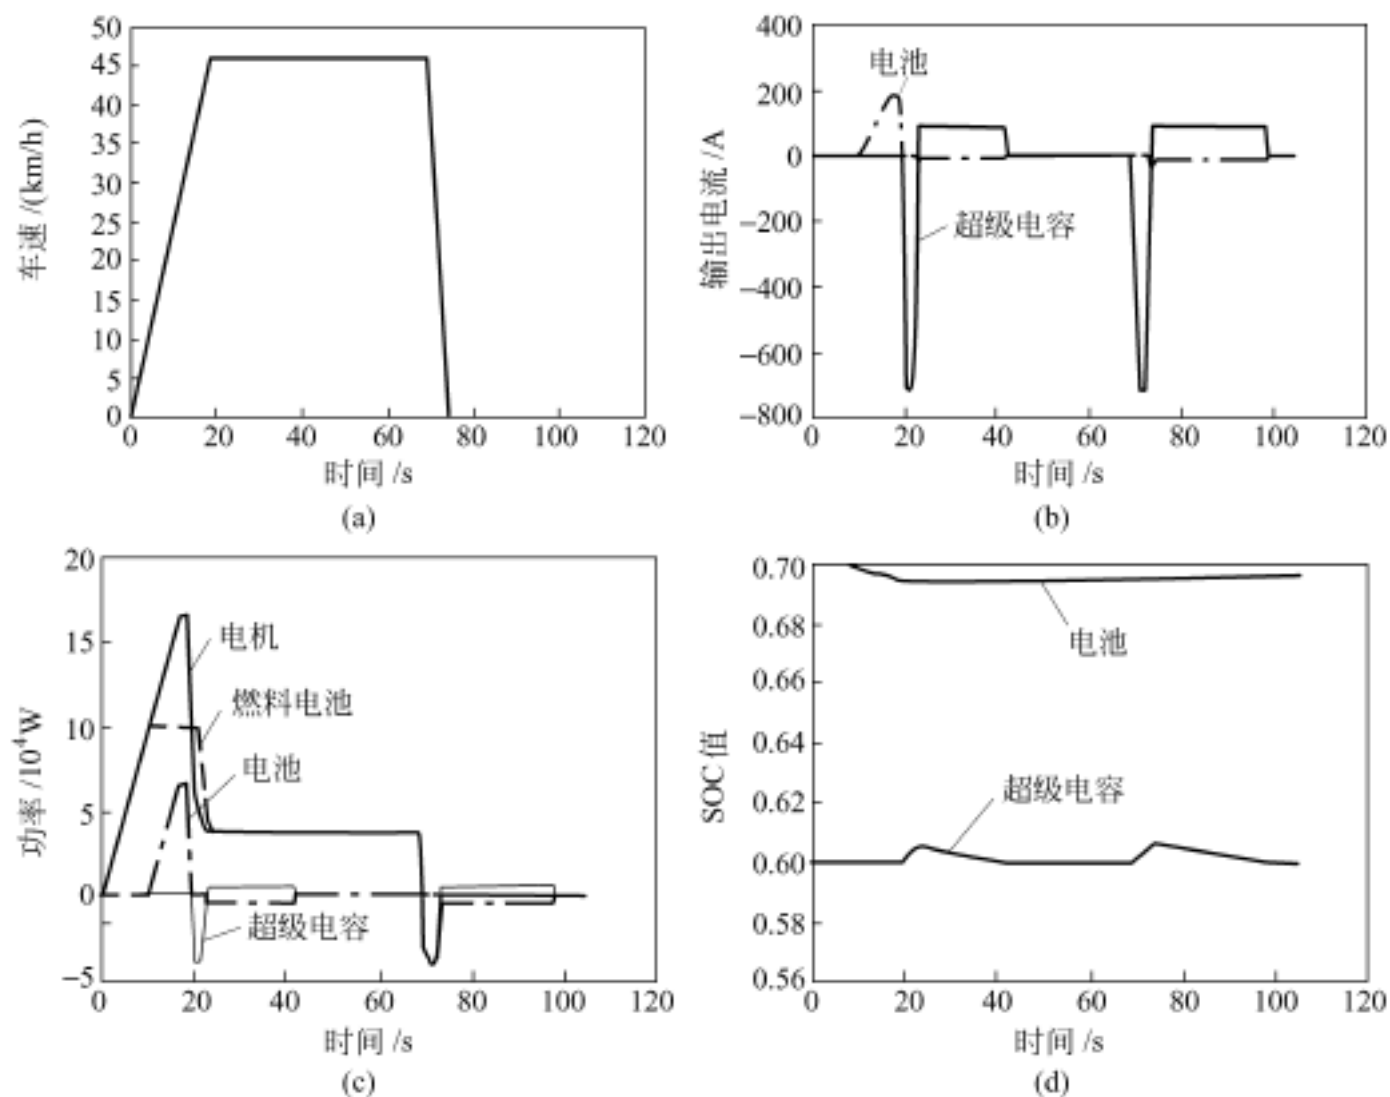 50
45
40
35
30
25
20
15
10
5
0
车速 /(km/h)
0 20 40 60 80 100 120
时间 /s
(a)
400
200
0
−200
−400
−600
−800
输出电流 /A
电池
超级电容
0 20 40 60 80 100 120
时间 /s
(b)
20
15
10
5
0
−5
功率 /10⁴W
电机
燃料电池
电池
超级电容
0 20 40 60 80 100 120
时间 /s
(c)
0.70
0.68
0.66
0.64
0.62
0.60
0.58
0.56
SOC 值
电池
超级电容
0 20 40 60 80 100 120
时间 /s
(d)